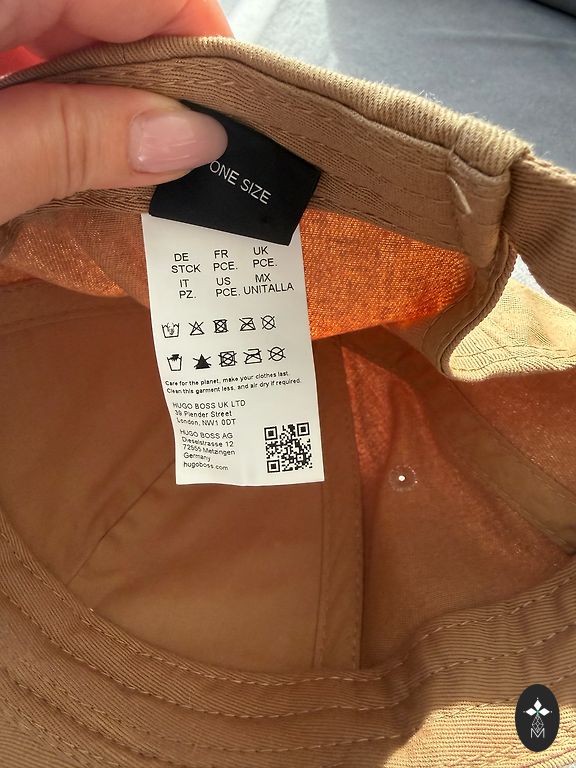 ONE SIZE
DE FR UK
STCK PCE. PCE.
IT US MX
PZ. PCE. UNITALLA
Care for the planet, make your clothes last.
Clean this garment less, and air dry if required.
HUGO BOSS UK LTD
39 Plender Street
London, NW1 0DT
HUGO BOSS AG
Dieselstrasse 12
72555 Metzingen
Germany
hugoboss.com
M